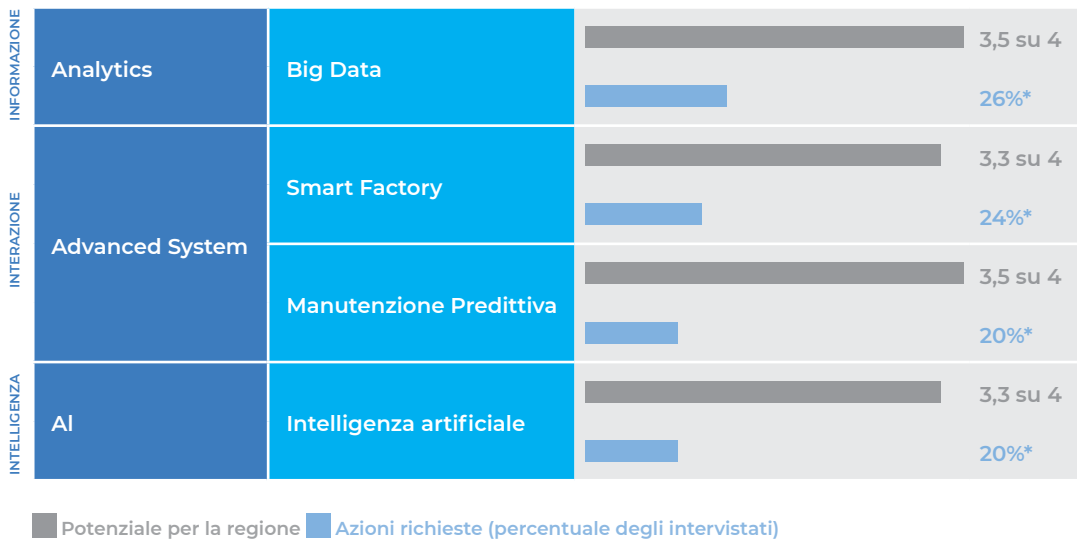 INFORMAZIONE
Analytics
Big Data
3,5 su 4
26%*
INTERAZIONE
Advanced System
Smart Factory
3,3 su 4
24%*
Manutenzione Predittiva
3,5 su 4
20%*
INTELLIGENZA
AI
Intelligenza artificiale
3,3 su 4
20%*
Potenziale per la regione
Azioni richieste (percentuale degli intervistati)